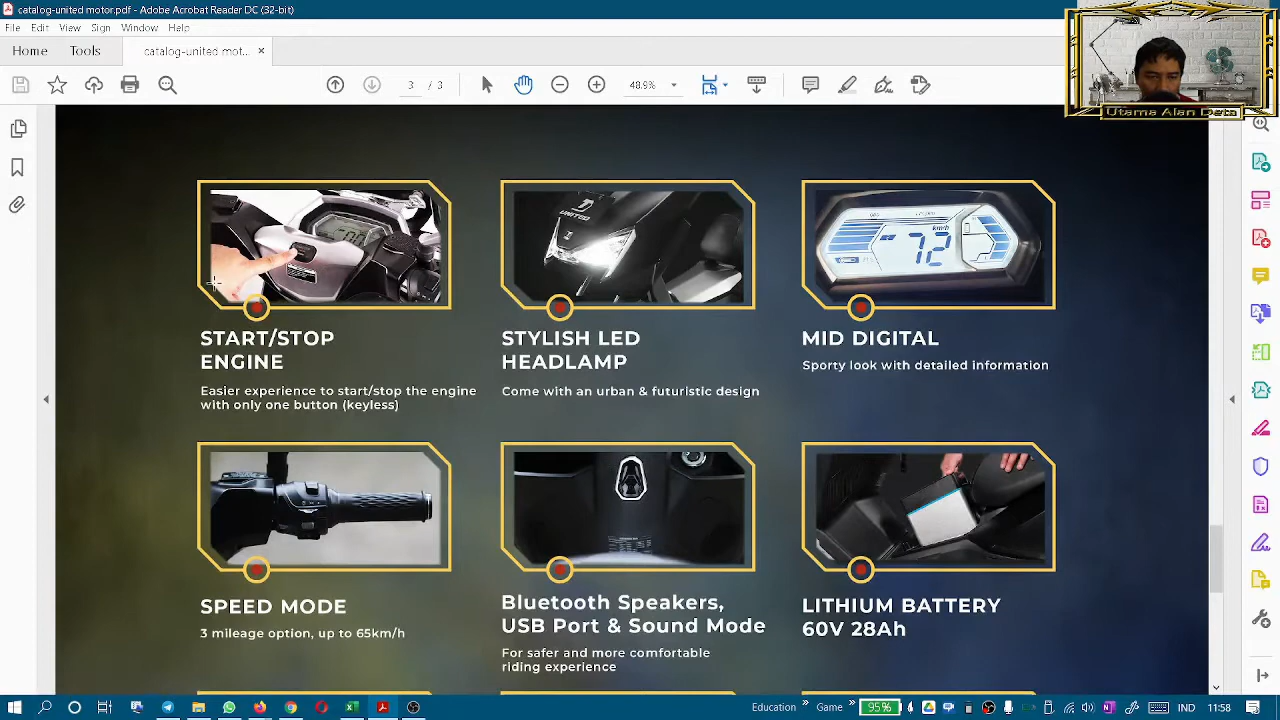 catalog-united motor.pdf - Adobe Acrobat Reader DC (32-bit)
File Edit View Sign Window Help
Home Tools catalog-united mot... ×
3 / 3 48.9%
Utama Alan Deta
UNITED
km/h
72
START/STOP
ENGINE
Easier experience to start/stop the engine
with only one button (keyless)
STYLISH LED
HEADLAMP
Come with an urban & futuristic design
MID DIGITAL
Sporty look with detailed information
SPEED MODE
3 mileage option, up to 65km/h
Bluetooth Speakers,
USB Port & Sound Mode
For safer and more comfortable
riding experience
LITHIUM BATTERY
60V 28Ah
Education Game 95% IND 11:58